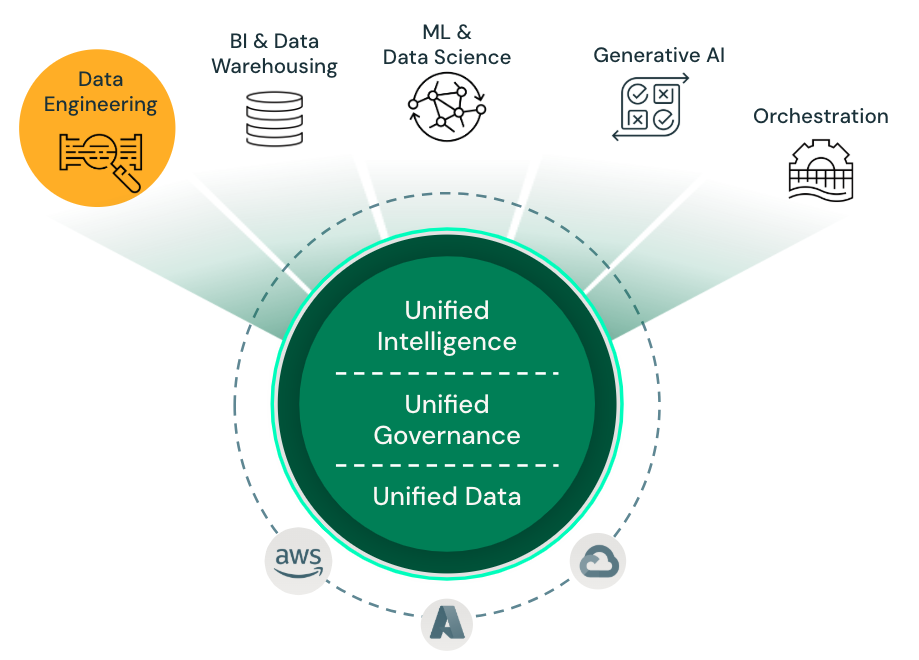 Data
Engineering
BI & Data
Warehousing
ML &
Data Science
Generative AI
Orchestration
Unified
Intelligence
Unified
Governance
Unified Data
aws